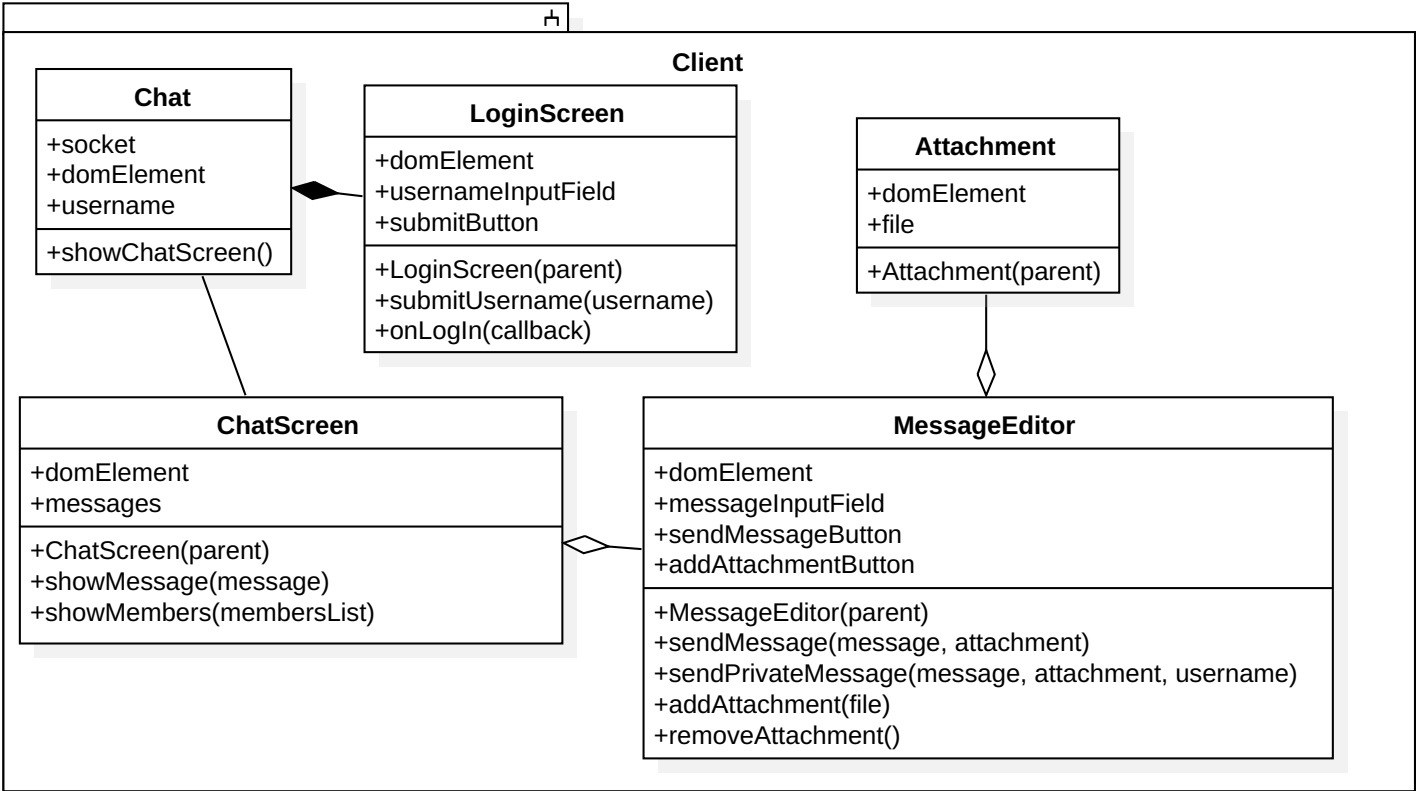 Client
Chat
+socket
+domElement
+username
+showChatScreen()
LoginScreen
+domElement
+usernameInputField
+submitButton
+LoginScreen(parent)
+submitUsername(username)
+onLogIn(callback)
Attachment
+domElement
+file
+Attachment(parent)
ChatScreen
+domElement
+messages
+ChatScreen(parent)
+showMessage(message)
+showMembers(membersList)
MessageEditor
+domElement
+messageInputField
+sendMessageButton
+addAttachmentButton
+MessageEditor(parent)
+sendMessage(message, attachment)
+sendPrivateMessage(message, attachment, username)
+addAttachment(file)
+removeAttachment()